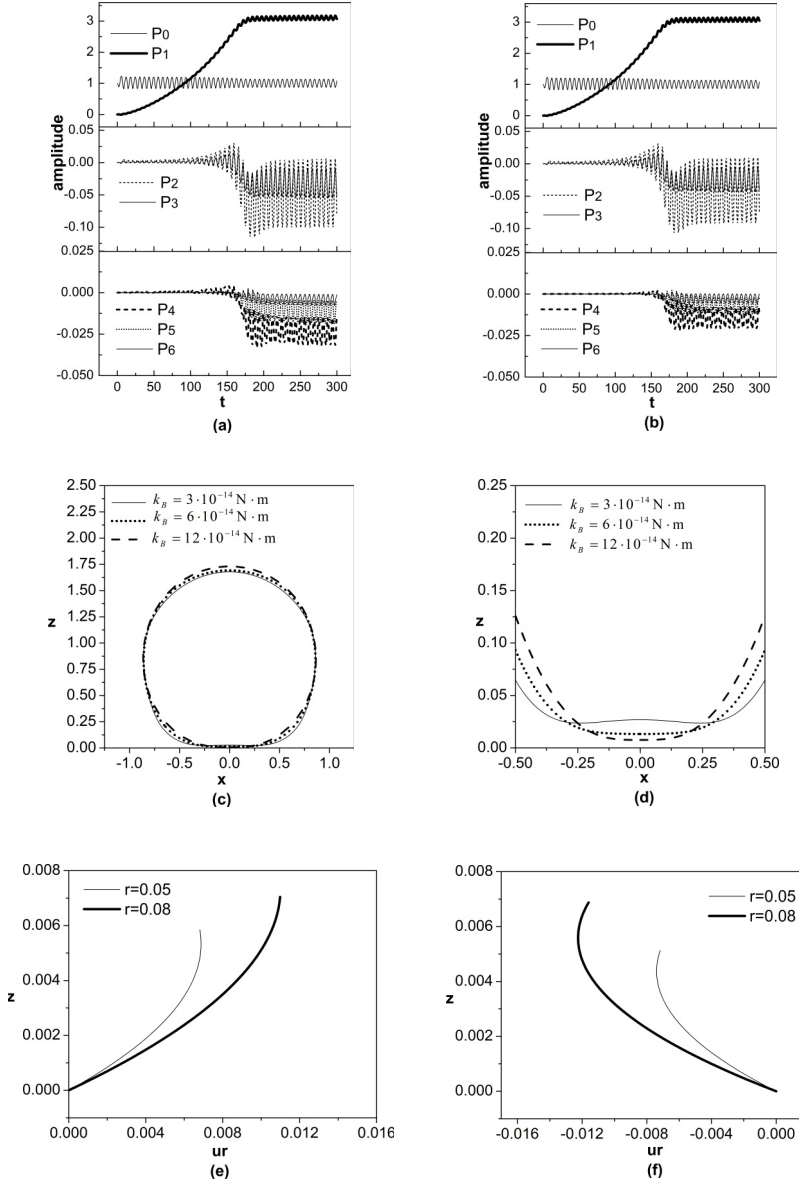 P0
P1
3
2
1
0
0.05
0.00
-0.05
-0.10
amplitude
P2
P3
0.025
0.000
-0.025
-0.050
P4
P5
P6
0 50 100 150 200 250 300
t
(a)
P0
P1
3
2
1
0
0.05
0.00
-0.05
-0.10
amplitude
P2
P3
0.025
0.000
-0.025
-0.050
P4
P5
P6
0 50 100 150 200 250 300
t
(b)
2.50
2.25
2.00
1.75
1.50
1.25
1.00
0.75
0.50
0.25
0.00
z
k_B = 3·10^-14 N·m
k_B = 6·10^-14 N·m
k_B = 12·10^-14 N·m
-1.0 -0.5 0.0 0.5 1.0
x
(c)
0.25
0.20
0.15
0.10
0.05
0.00
z
k_B = 3·10^-14 N·m
k_B = 6·10^-14 N·m
k_B = 12·10^-14 N·m
-0.50 -0.25 0.00 0.25 0.50
x
(d)
0.008
0.006
0.004
0.002
0.000
z
r=0.05
r=0.08
0.000 0.004 0.008 0.012 0.016
ur
(e)
0.008
0.006
0.004
0.002
0.000
z
r=0.05
r=0.08
-0.016 -0.012 -0.008 -0.004 0.000
ur
(f)